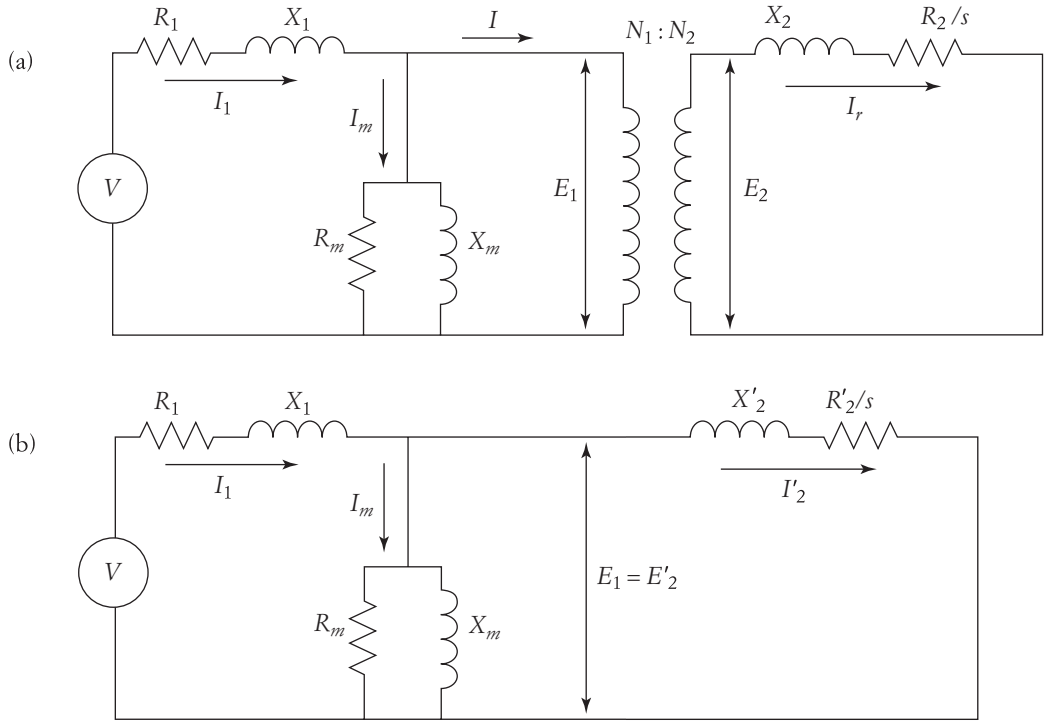 (a)
R₁ X₁ I N₁ : N₂ X₂ R₂/s
I₁ Iₘ Iᵣ
V E₁ E₂
Rₘ Xₘ
(b)
R₁ X₁ X'₂ R'₂/s
I₁ Iₘ I'₂
V E₁ = E'₂
Rₘ Xₘ